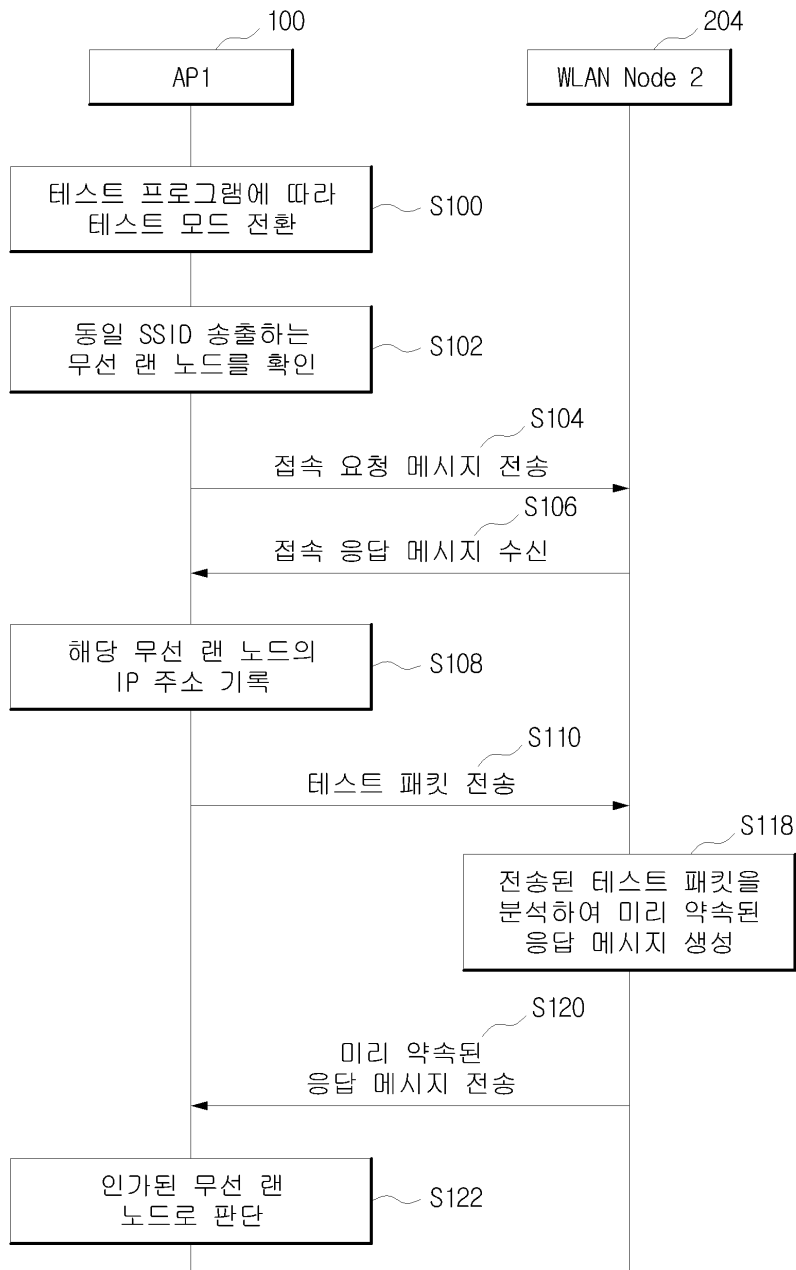 100
204
AP1
WLAN Node 2
테스트 프로그램에 따라
테스트 모드 전환
S100
동일 SSID 송출하는
무선 랜 노드를 확인
S102
S104
접속 요청 메시지 전송
S106
접속 응답 메시지 수신
해당 무선 랜 노드의
IP 주소 기록
S108
S110
테스트 패킷 전송
S118
전송된 테스트 패킷을
분석하여 미리 약속된
응답 메시지 생성
S120
미리 약속된
응답 메시지 전송
인가된 무선 랜
노드로 판단
S122